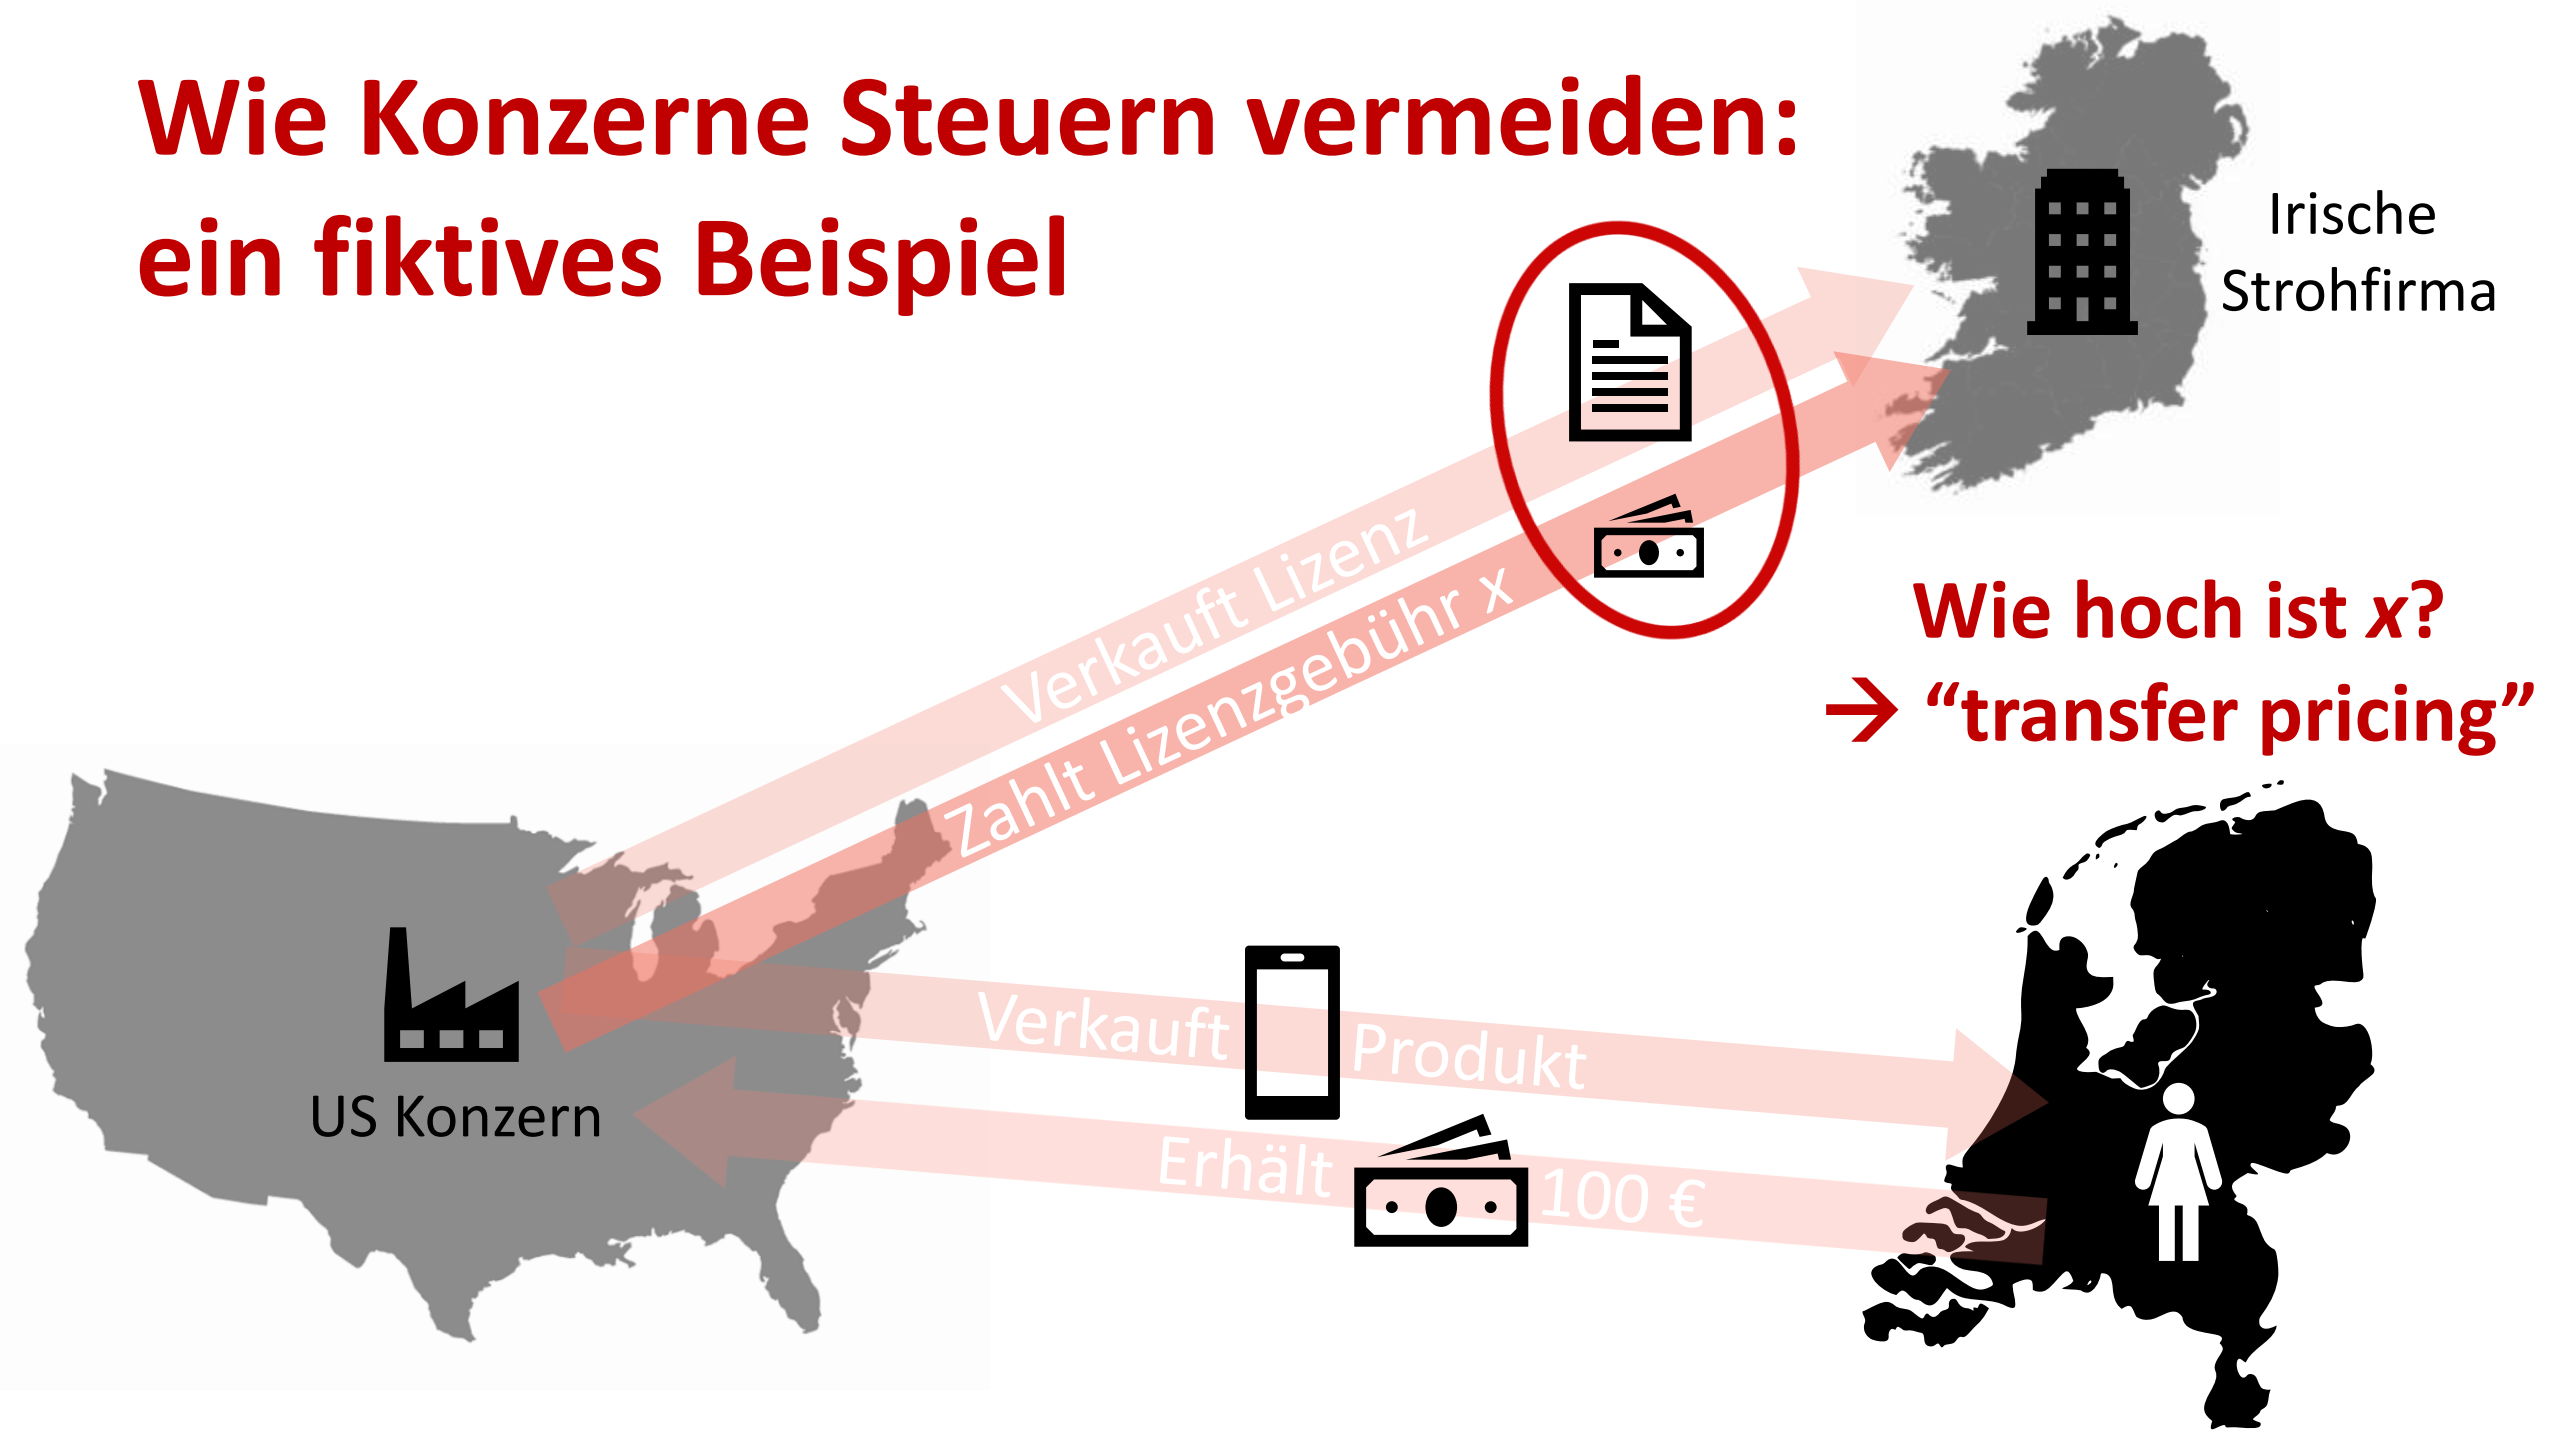 Wie Konzerne Steuern vermeiden:
ein fiktives Beispiel
Irische
Strohfirma
Verkauft Lizenz
Zahlt Lizenzgebühr x
Wie hoch ist x?
→ “transfer pricing”
US Konzern
Verkauft Produkt
Erhält 100 €